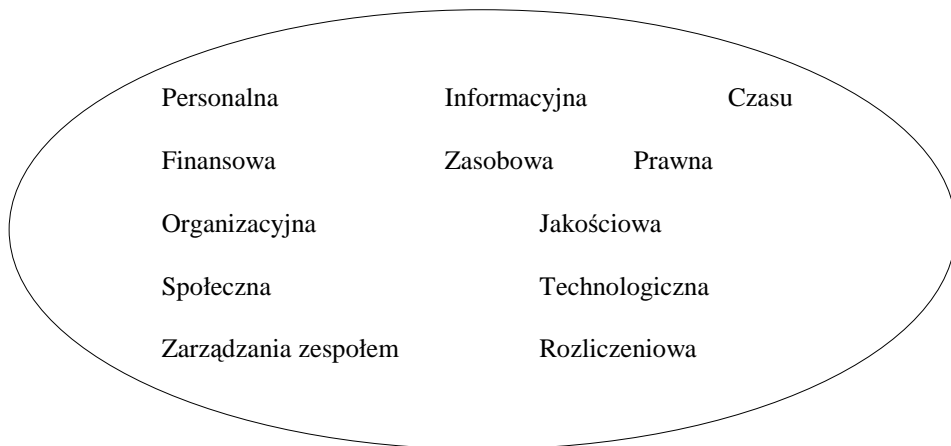 Personalna Informacyjna Czasu
Finansowa Zasobowa Prawna
Organizacyjna Jakościowa
Społeczna Technologiczna
Zarządzania zespołem Rozliczeniowa